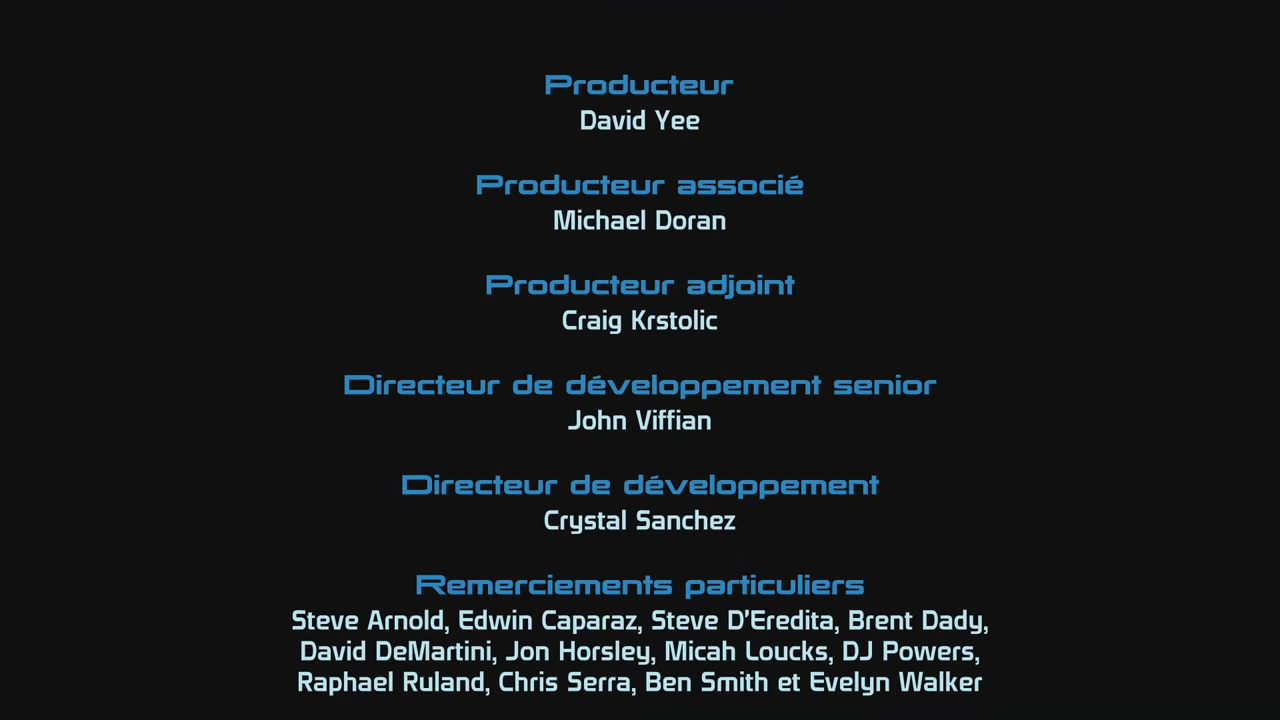 Producteur
David Yee
Producteur associé
Michael Doran
Producteur adjoint
Craig Krstolic
Directeur de développement senior
John Viffian
Directeur de développement
Crystal Sanchez
Remerciements particuliers
Steve Arnold, Edwin Caparaz, Steve D’Eredita, Brent Dady,
David DeMartini, Jon Horsley, Micah Loucks, DJ Powers,
Raphael Ruland, Chris Serra, Ben Smith et Evelyn Walker